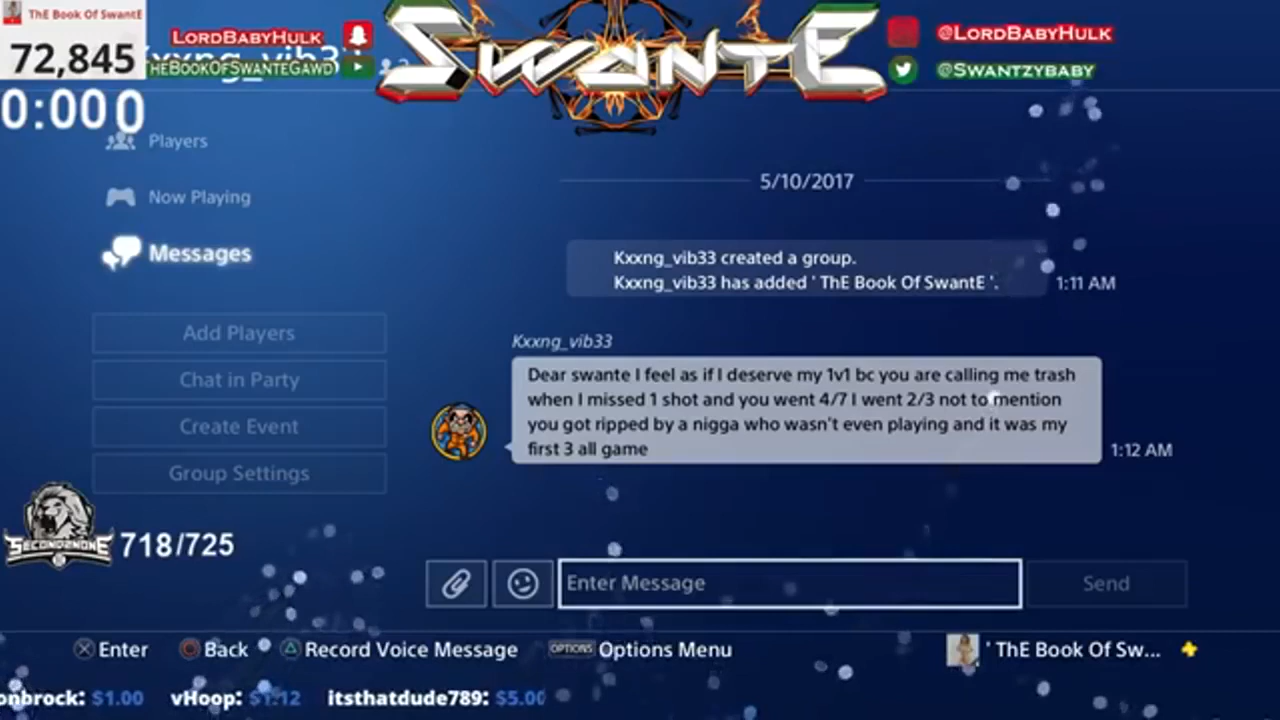 ThE Book Of SwantE
72,845
0:00 0
LORDBABYHULK
HEBOOKOFSWANTEGAWD
SWANTE
@LORDBABYHULK
@SWANTZYBABY
Players
Now Playing
Messages
Add Players
Chat in Party
Create Event
Group Settings
5/10/2017
Kxxng_vib33 created a group.
Kxxng_vib33 has added ' ThE Book Of SwantE '.
1:11 AM
Kxxng_vib33
Dear swante I feel as if I deserve my 1v1 bc you are calling me trash
when I missed 1 shot and you went 4/7 I went 2/3 not to mention
you got ripped by a nigga who wasn't even playing and it was my
first 3 all game
1:12 AM
SECOND2NONE
718/725
Enter Message
Send
Enter
Back
Record Voice Message
OPTIONS Options Menu
' ThE Book Of Sw...
onbrock: $1.00 vHoop: $1.12 itsthatdude789: $5.00